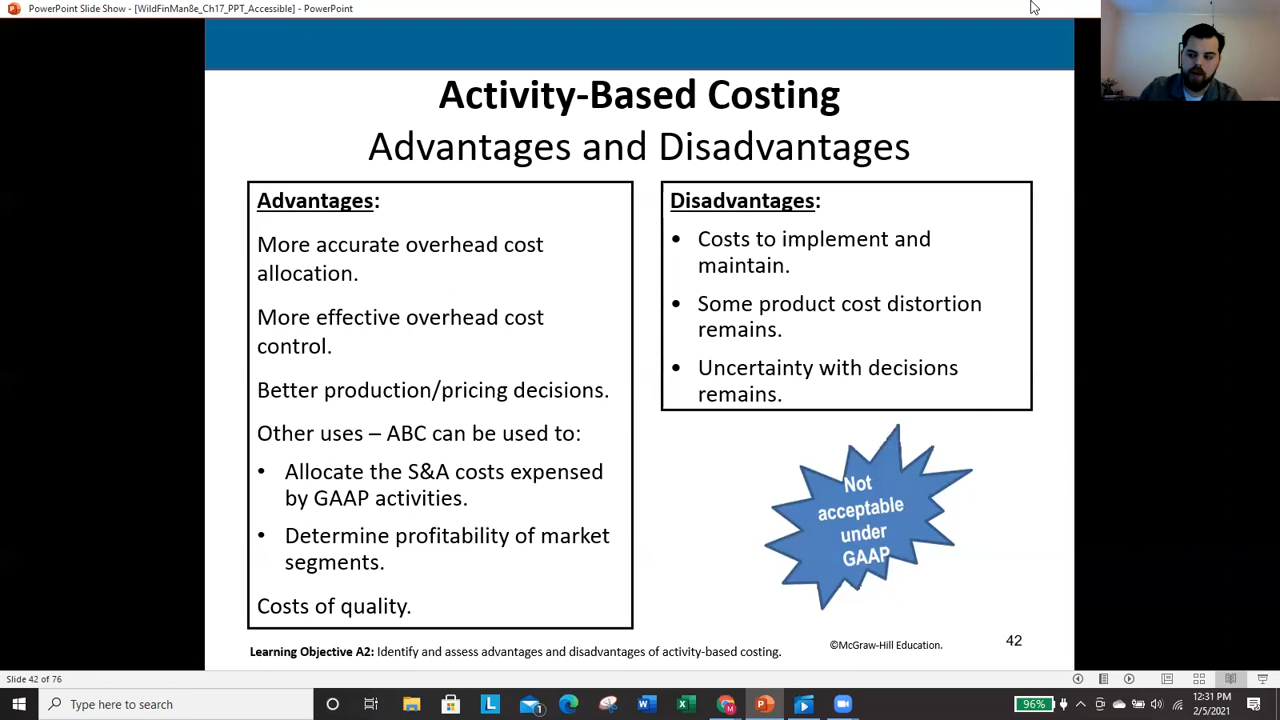 PowerPoint Slide Show - [WildFinMan8e_Ch17_PPT_Accessible] - PowerPoint
Activity-Based Costing
Advantages and Disadvantages
Advantages:
More accurate overhead cost
allocation.
More effective overhead cost
control.
Better production/pricing decisions.
Other uses – ABC can be used to:
• Allocate the S&A costs expensed
by GAAP activities.
• Determine profitability of market
segments.
Costs of quality.
Disadvantages:
• Costs to implement and
maintain.
• Some product cost distortion
remains.
• Uncertainty with decisions
remains.
Not
acceptable
under
GAAP
Learning Objective A2: Identify and assess advantages and disadvantages of activity-based costing.
©McGraw-Hill Education.
42
Slide 42 of 76
Type here to search
96%
12:31 PM
2/5/2021